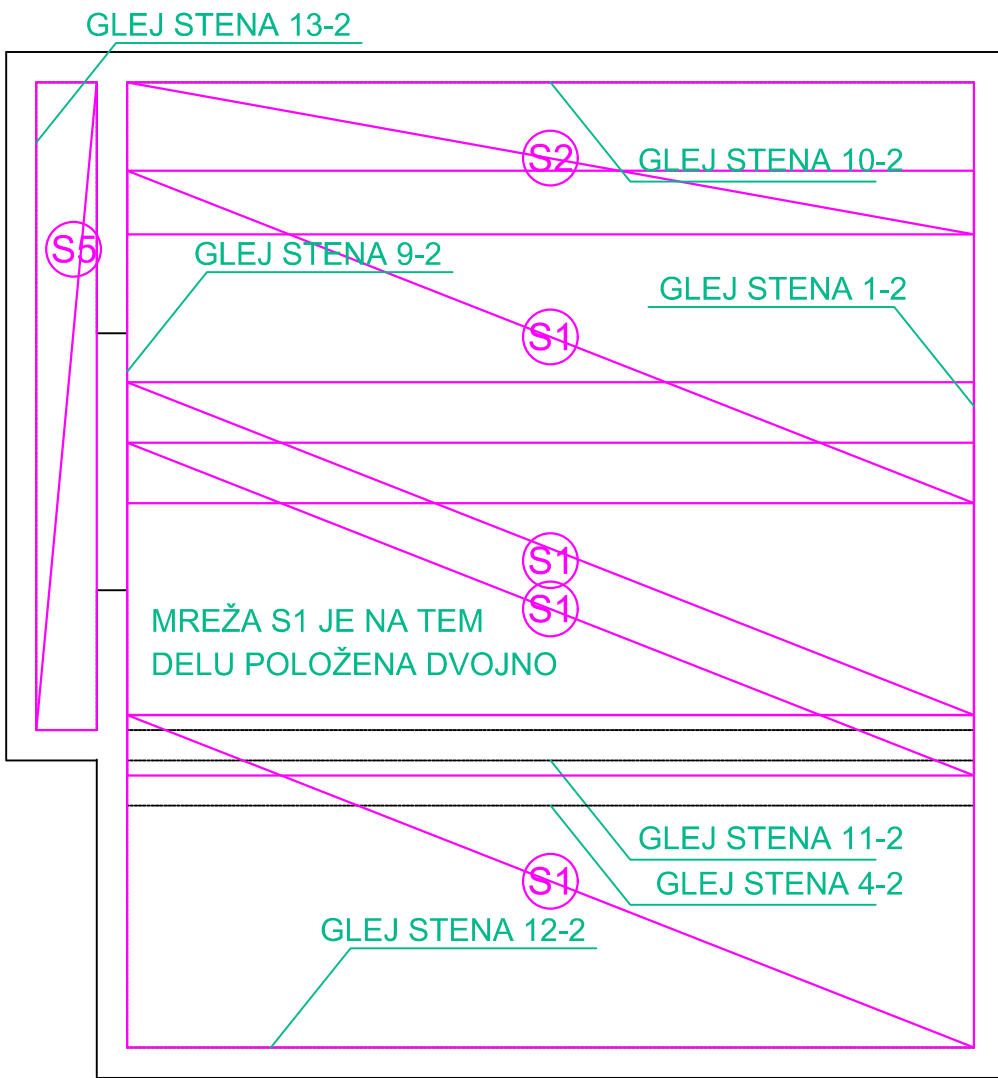 GLEJ STENA 13-2
S2
GLEJ STENA 10-2
S5
GLEJ STENA 9-2
GLEJ STENA 1-2
S1
S1
S1
MREŽA S1 JE NA TEM
DELU POLOŽENA DVOJNO
GLEJ STENA 11-2
GLEJ STENA 4-2
S1
GLEJ STENA 12-2